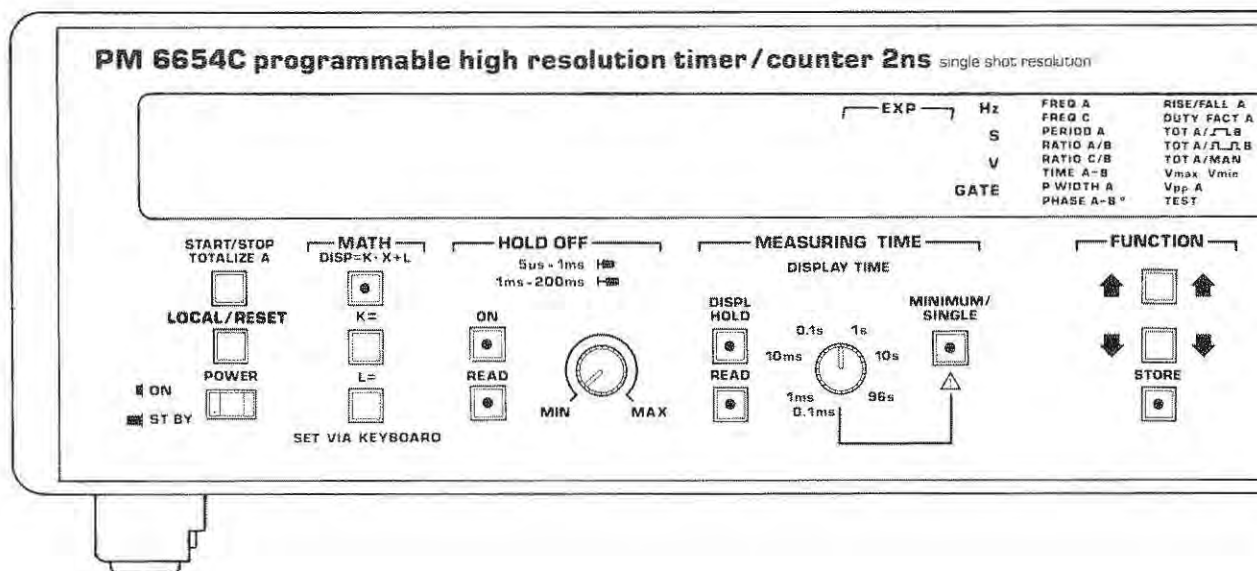 PM 6654C programmable high resolution timer/counter 2ns single shot resolution
EXP
Hz
S
V
GATE
FREQ A
FREQ C
PERIOD A
RATIO A/B
RATIO C/B
TIME A-B
P WIDTH A
PHASE A-B °
RISE/FALL A
DUTY FACT A
TOT A/ B
TOT A/ B
TOT A/MAN
Vmax Vmin
Vpp A
TEST
START/STOP
TOTALIZE A
LOCAL/RESET
POWER
ON
ST BY
MATH
DISP=K·X+L
K=
L=
SET VIA KEYBOARD
HOLD OFF
5us-1ms
1ms-200ms
ON
READ
MIN
MAX
MEASURING TIME
DISPLAY TIME
DISPL
HOLD
READ
0.1s
1s
10ms
10s
1ms
96s
0.1ms
MINIMUM/
SINGLE
FUNCTION
STORE